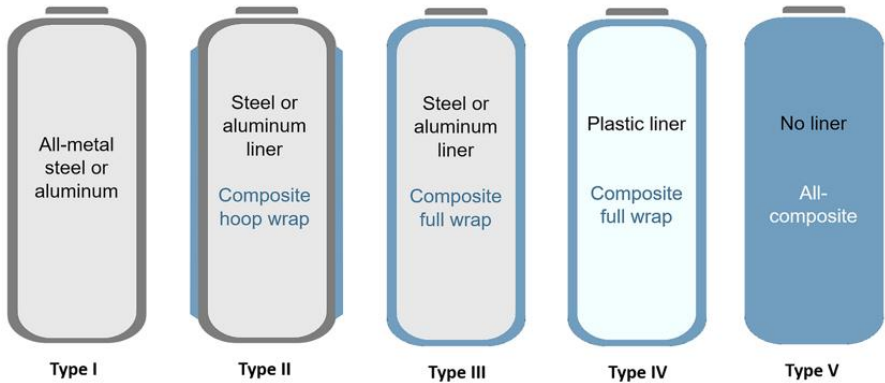 All-metal
steel or
aluminum
Steel or
aluminum
liner
Composite
hoop wrap
Steel or
aluminum
liner
Composite
full wrap
Plastic liner
Composite
full wrap
No liner
All-
composite
Type I
Type II
Type III
Type IV
Type V